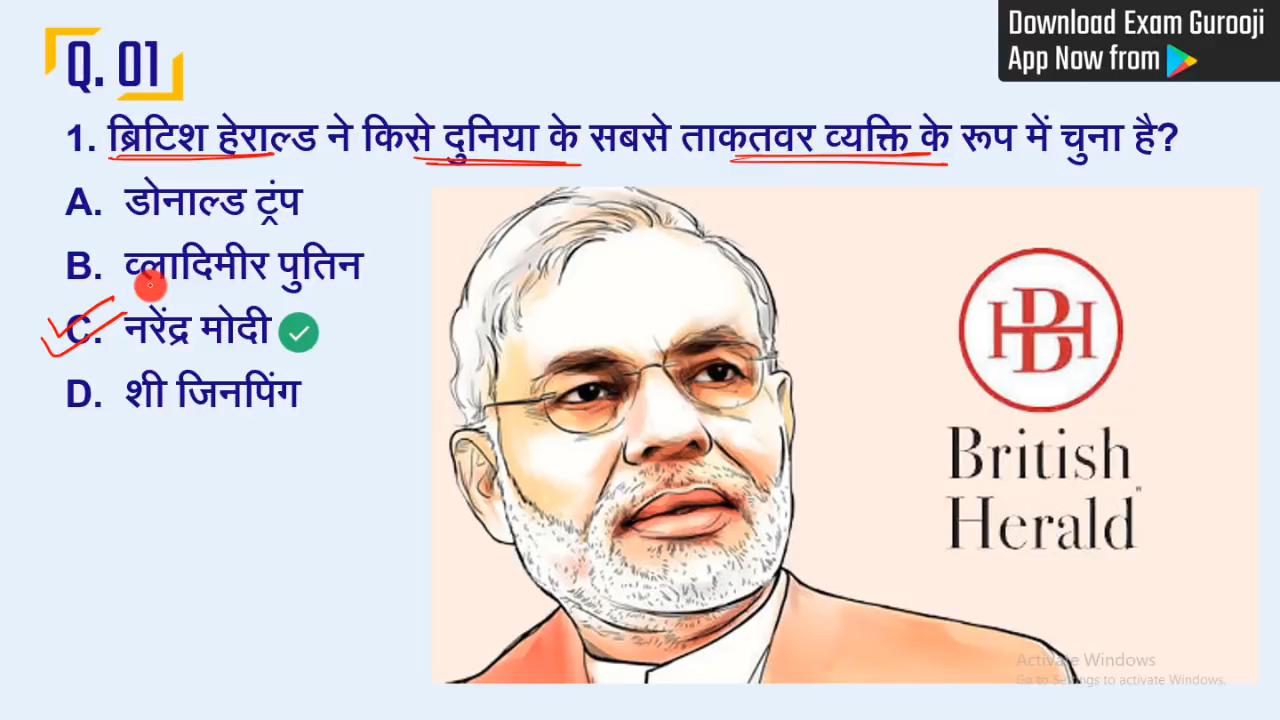 Download Exam Gurooji
App Now from
Q. 01
1. ब्रिटिश हेराल्ड ने किसे दुनिया के सबसे ताकतवर व्यक्ति के रूप में चुना है?
A. डोनाल्ड ट्रंप
B. व्लादिमीर पुतिन
C. नरेंद्र मोदी
D. शी जिनपिंग
BH
British
Herald
Activate Windows
Go to Settings to activate Windows.